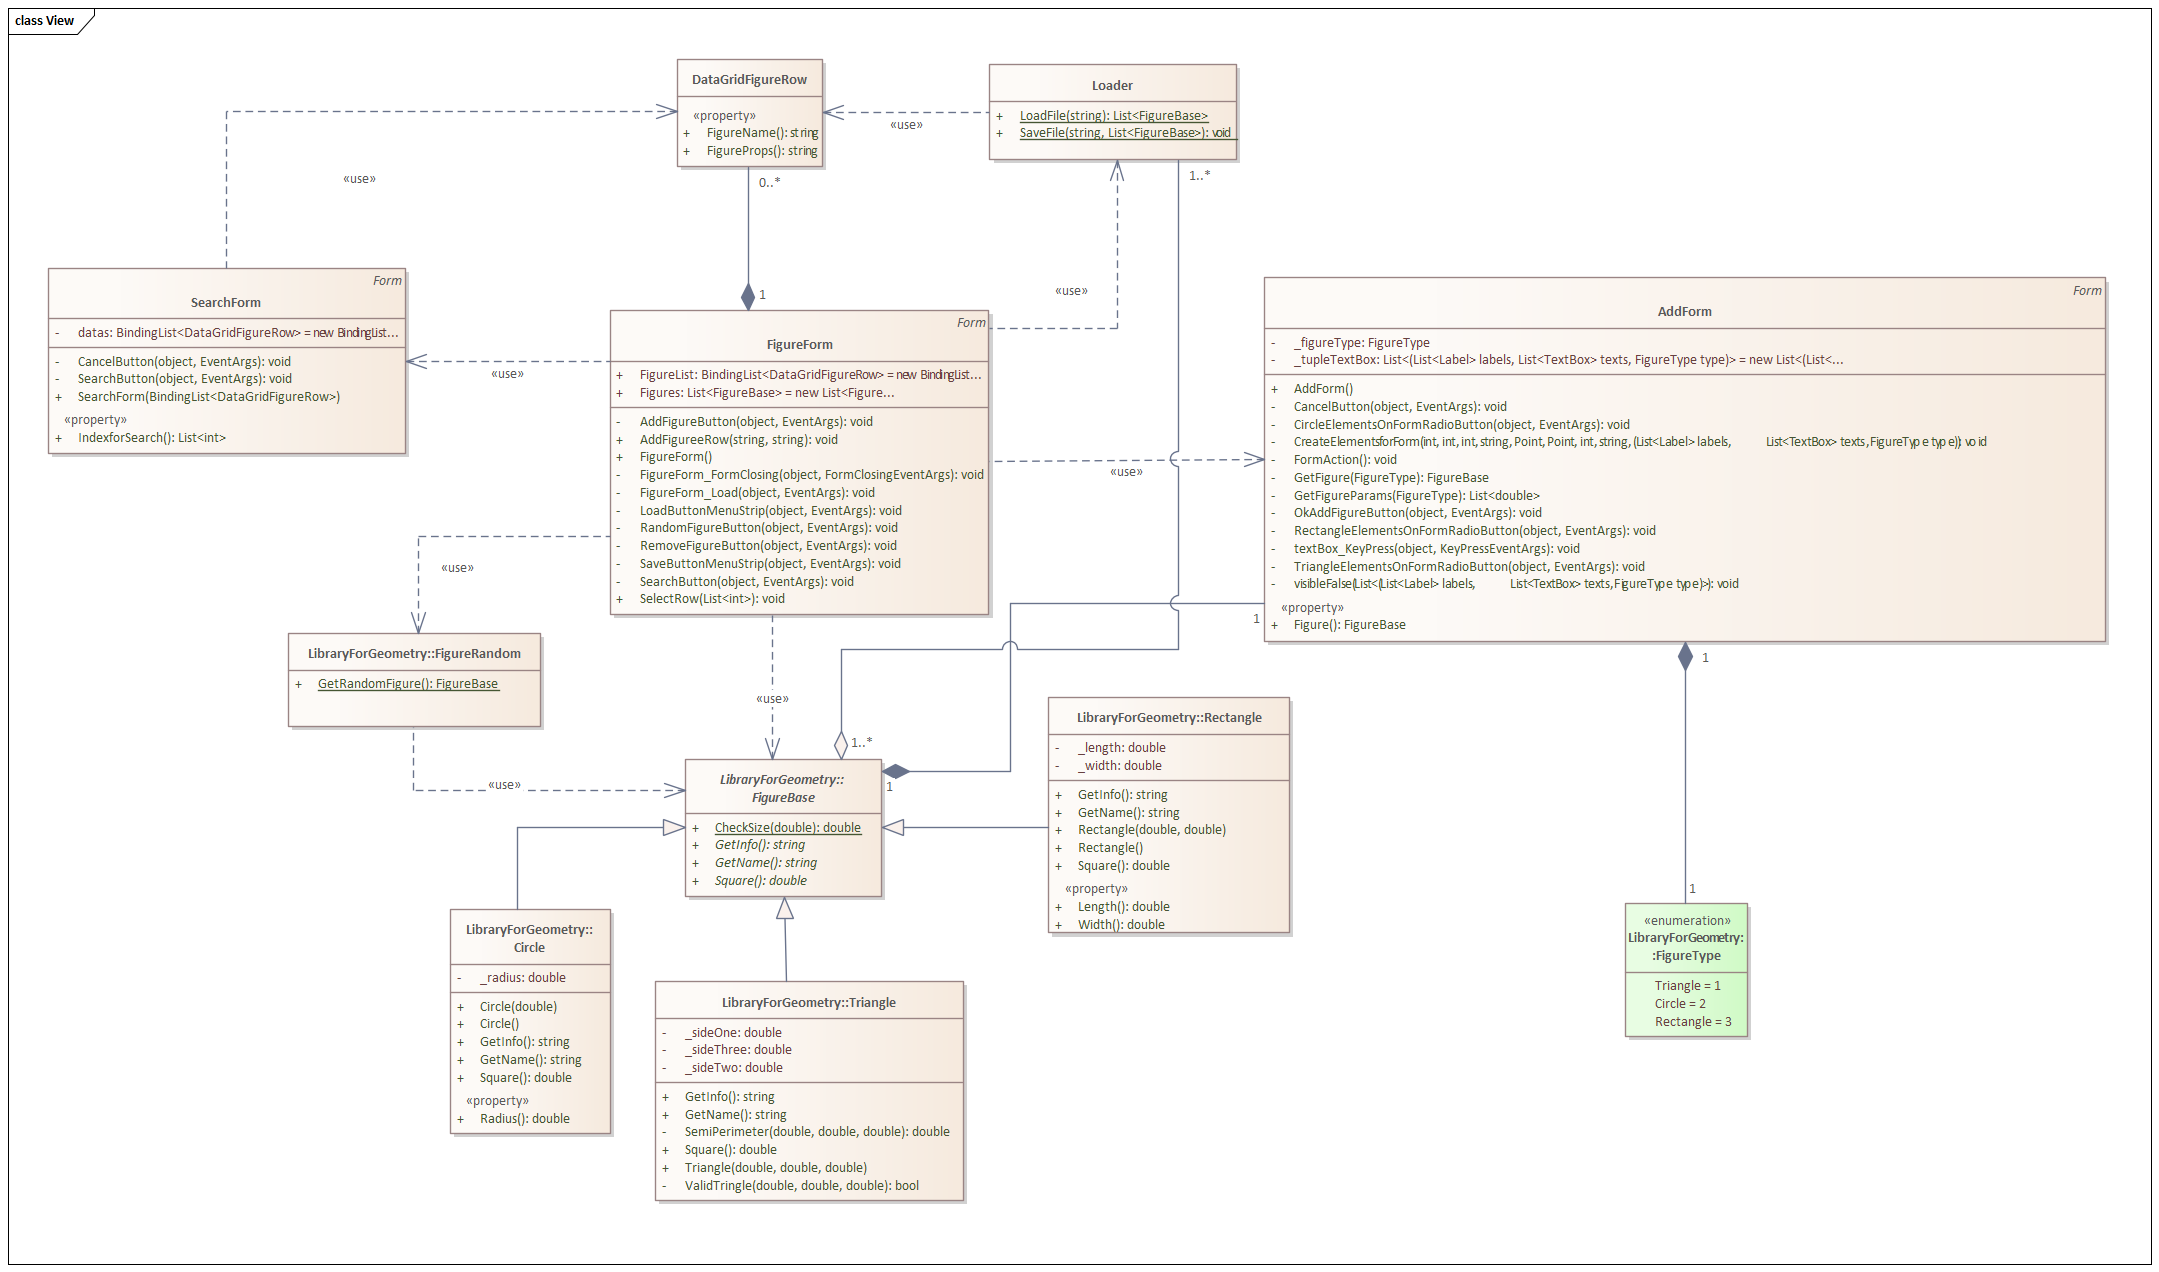 class View
DataGridFigureRow
«property»
+ FigureName(): string
+ FigureProps(): string
Loader
+ LoadFile(string): List<FigureBase>
+ SaveFile(string, List<FigureBase>): void
«use»
0..*
1..*
«use»
1
«use»
Form
SearchForm
- datas: BindingList<DataGridFigureRow> = new BindingList...
- CancelButton(object, EventArgs): void
- SearchButton(object, EventArgs): void
+ SearchForm(BindingList<DataGridFigureRow>)
«property»
+ IndexforSearch(): List<int>
«use»
Form
FigureForm
+ FigureList: BindingList<DataGridFigureRow> = new BindingList...
+ Figures: List<FigureBase> = new List<Figure...
- AddFigureButton(object, EventArgs): void
+ AddFigureeRow(string, string): void
+ FigureForm()
- FigureForm_FormClosing(object, FormClosingEventArgs): void
- FigureForm_Load(object, EventArgs): void
- LoadButtonMenuStrip(object, EventArgs): void
- RandomFigureButton(object, EventArgs): void
- RemoveFigureButton(object, EventArgs): void
- SaveButtonMenuStrip(object, EventArgs): void
- SearchButton(object, EventArgs): void
+ SelectRow(List<int>): void
«use»
Form
AddForm
- _figureType: FigureType
- _tupleTextBox: List<(List<Label> labels, List<TextBox> texts, FigureType type)> = new List<(List<...
+ AddForm()
- CancelButton(object, EventArgs): void
- CircleElementsOnFormRadioButton(object, EventArgs): void
- CreateElementsforForm(int, int, int, string, Point, Point, int, string, (List<Label> labels, List<TextBox> texts, FigureType type)): void
- FormAction(): void
- GetFigure(FigureType): FigureBase
- GetFigureParams(FigureType): List<double>
- OkAddFigureButton(object, EventArgs): void
- RectangleElementsOnFormRadioButton(object, EventArgs): void
- textBox_KeyPress(object, KeyPressEventArgs): void
- TriangleElementsOnFormRadioButton(object, EventArgs): void
- visibleFalse(List<(List<Label> labels, List<TextBox> texts, FigureType type)>): void
«property»
+ Figure(): FigureBase
1
1
«use»
LibraryForGeometry::FigureRandom
+ GetRandomFigure(): FigureBase
«use»
1..*
«use»
1
LibraryForGeometry::
FigureBase
+ CheckSize(double): double
+ GetInfo(): string
+ GetName(): string
+ Square(): double
LibraryForGeometry::Rectangle
- _length: double
- _width: double
+ GetInfo(): string
+ GetName(): string
+ Rectangle(double, double)
+ Rectangle()
+ Square(): double
«property»
+ Length(): double
+ Width(): double
1
«enumeration»
LibraryForGeometry:
:FigureType
Triangle = 1
Circle = 2
Rectangle = 3
LibraryForGeometry::
Circle
- _radius: double
+ Circle(double)
+ Circle()
+ GetInfo(): string
+ GetName(): string
+ Square(): double
«property»
+ Radius(): double
LibraryForGeometry::Triangle
- _sideOne: double
- _sideThree: double
- _sideTwo: double
+ GetInfo(): string
+ GetName(): string
- SemiPerimeter(double, double, double): double
+ Square(): double
+ Triangle(double, double, double)
- ValidTringle(double, double, double): bool